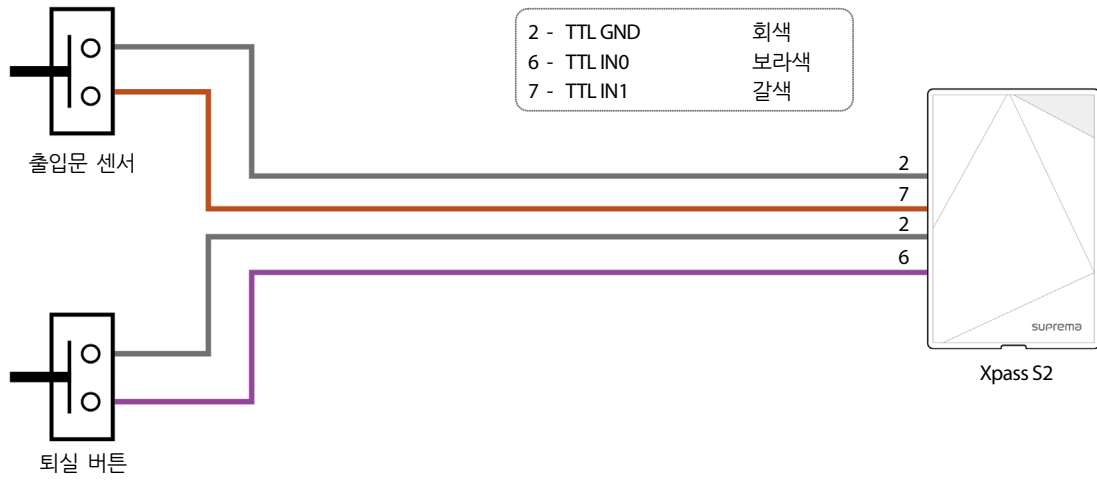 2 - TTL GND 회색
6 - TTL IN0 보라색
7 - TTL IN1 갈색
출입문 센서
2
7
2
6
suprema
Xpass S2
퇴실 버튼